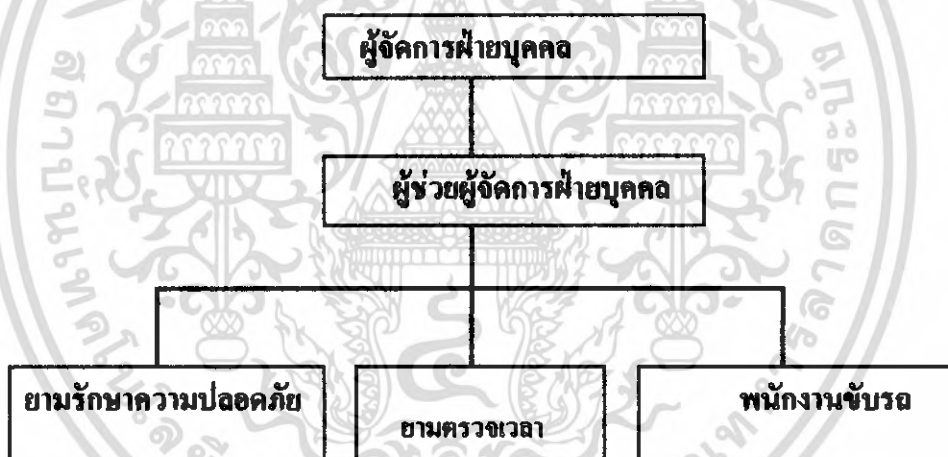 ผู้จัดการฝ่ายบุคคล
ผู้ช่วยผู้จัดการฝ่ายบุคคล
ยามรักษาความปลอดภัย
ยามตรวจเวลา
พนักงานขับรถ